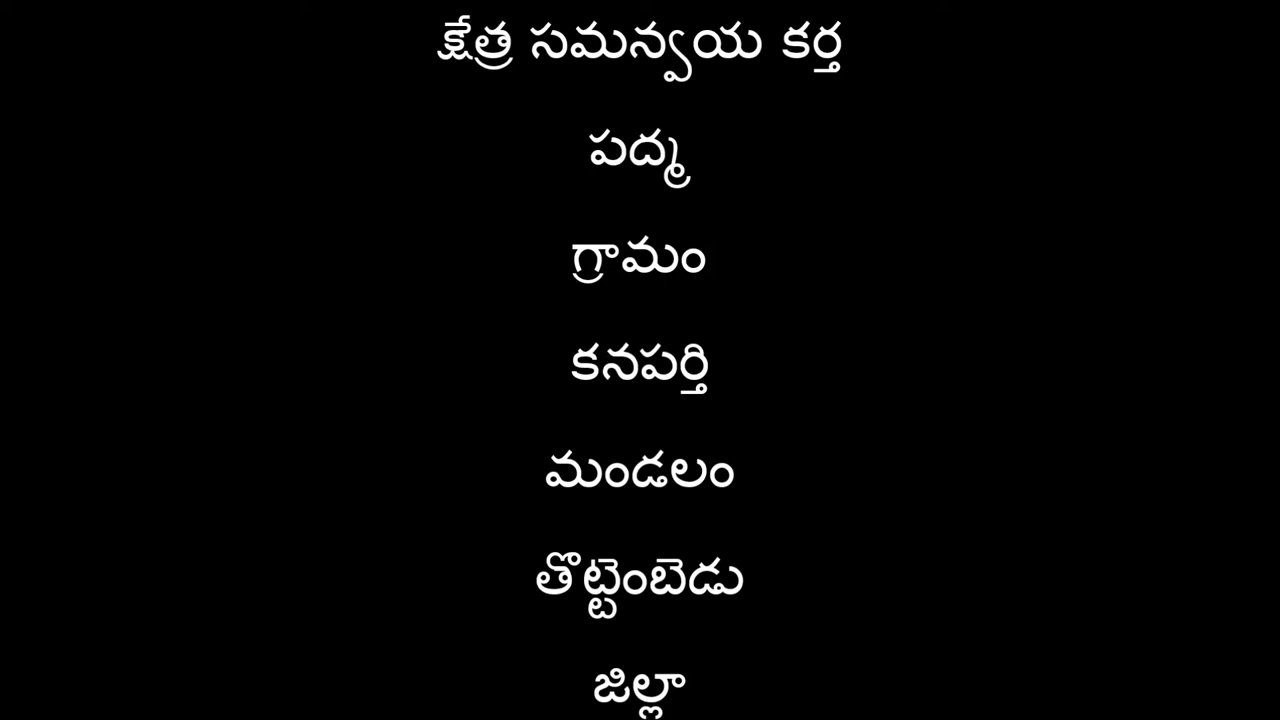 క్షేత్ర సమన్వయ కర్త
పద్మ
గ్రామం
కనపర్తి
మండలం
తొట్టెంబెడు
జిల్లా